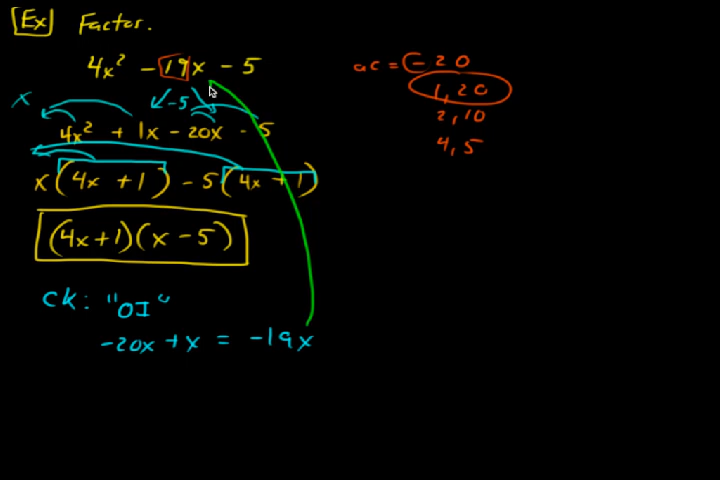 [Ex] Factor.
4x² - 19x - 5
ac = -20
1, 20
2, 10
4, 5
x
-5
4x² + 1x - 20x - 5
x(4x + 1) - 5(4x + 1)
(4x+1)(x - 5)
CK: "OI"
-20x + x = -19x